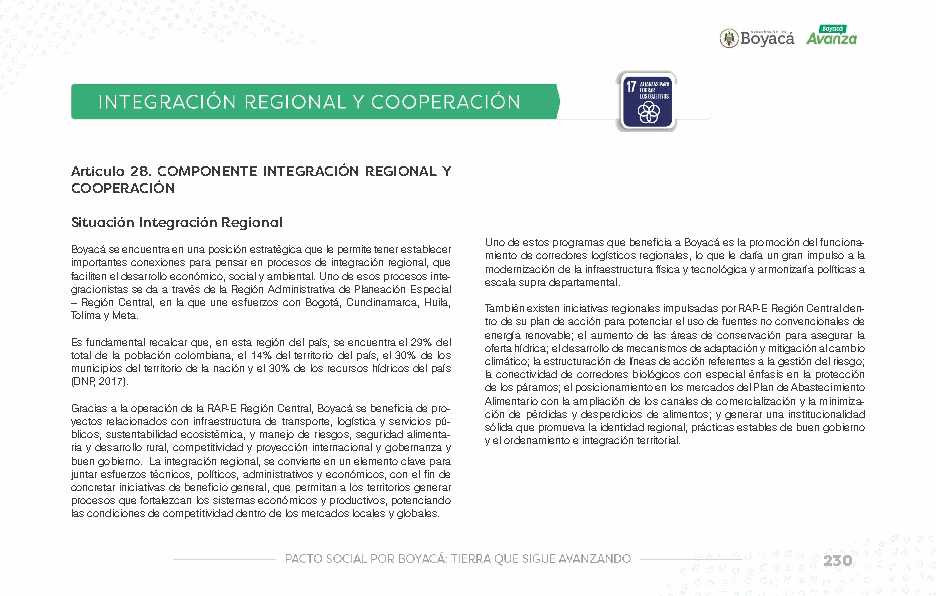 Boyacá
Boyacá
Avanza
INTEGRACIÓN REGIONAL Y COOPERACIÓN
17 ALIANZAS PARA
LOGRAR
LOS OBJETIVOS
Artículo 28. COMPONENTE INTEGRACIÓN REGIONAL Y
COOPERACIÓN
Situación Integración Regional
Boyacá se encuentra en una posición estratégica que le permite tener establecer
importantes conexiones para pensar en procesos de integración regional, que
faciliten el desarrollo económico, social y ambiental. Uno de esos procesos inte-
gracionistas se da a través de la Región Administrativa de Planeación Especial
– Región Central, en la que une esfuerzos con Bogotá, Cundinamarca, Huila,
Tolima y Meta.
Es fundamental recalcar que, en esta región del país, se encuentra el 29% del
total de la población colombiana, el 14% del territorio del país, el 30% de los
municipios del territorio de la nación y el 30% de los recursos hídricos del país
(DNP, 2017).
Gracias a la operación de la RAP-E Región Central, Boyacá se beneficia de pro-
yectos relacionados con infraestructura de transporte, logística y servicios pú-
blicos, sustentabilidad ecosistémica, y manejo de riesgos, seguridad alimenta-
ria y desarrollo rural, competitividad y proyección internacional y gobernanza y
buen gobierno. La integración regional, se convierte en un elemento clave para
juntar esfuerzos técnicos, políticos, administrativos y económicos, con el fin de
concretar iniciativas de beneficio general, que permitan a los territorios generar
procesos que fortalezcan los sistemas económicos y productivos, potenciando
las condiciones de competitividad dentro de los mercados locales y globales.
Uno de estos programas que beneficia a Boyacá es la promoción del funciona-
miento de corredores logísticos regionales, lo que le daría un gran impulso a la
modernización de la infraestructura física y tecnológica y armonizaría políticas a
escala supra departamental.
También existen iniciativas regionales impulsadas por RAP-E Región Central den-
tro de su plan de acción para potenciar el uso de fuentes no convencionales de
energía renovable; el aumento de las áreas de conservación para asegurar la
oferta hídrica; el desarrollo de mecanismos de adaptación y mitigación al cambio
climático; la estructuración de líneas de acción referentes a la gestión del riesgo;
la conectividad de corredores biológicos con especial énfasis en la protección
de los páramos; el posicionamiento en los mercados del Plan de Abastecimiento
Alimentario con la ampliación de los canales de comercialización y la minimiza-
ción de pérdidas y desperdicios de alimentos; y generar una institucionalidad
sólida que promueva la identidad regional, prácticas estables de buen gobierno
y el ordenamiento e integración territorial.
PACTO SOCIAL POR BOYACÁ: TIERRA QUE SIGUE AVANZANDO
230